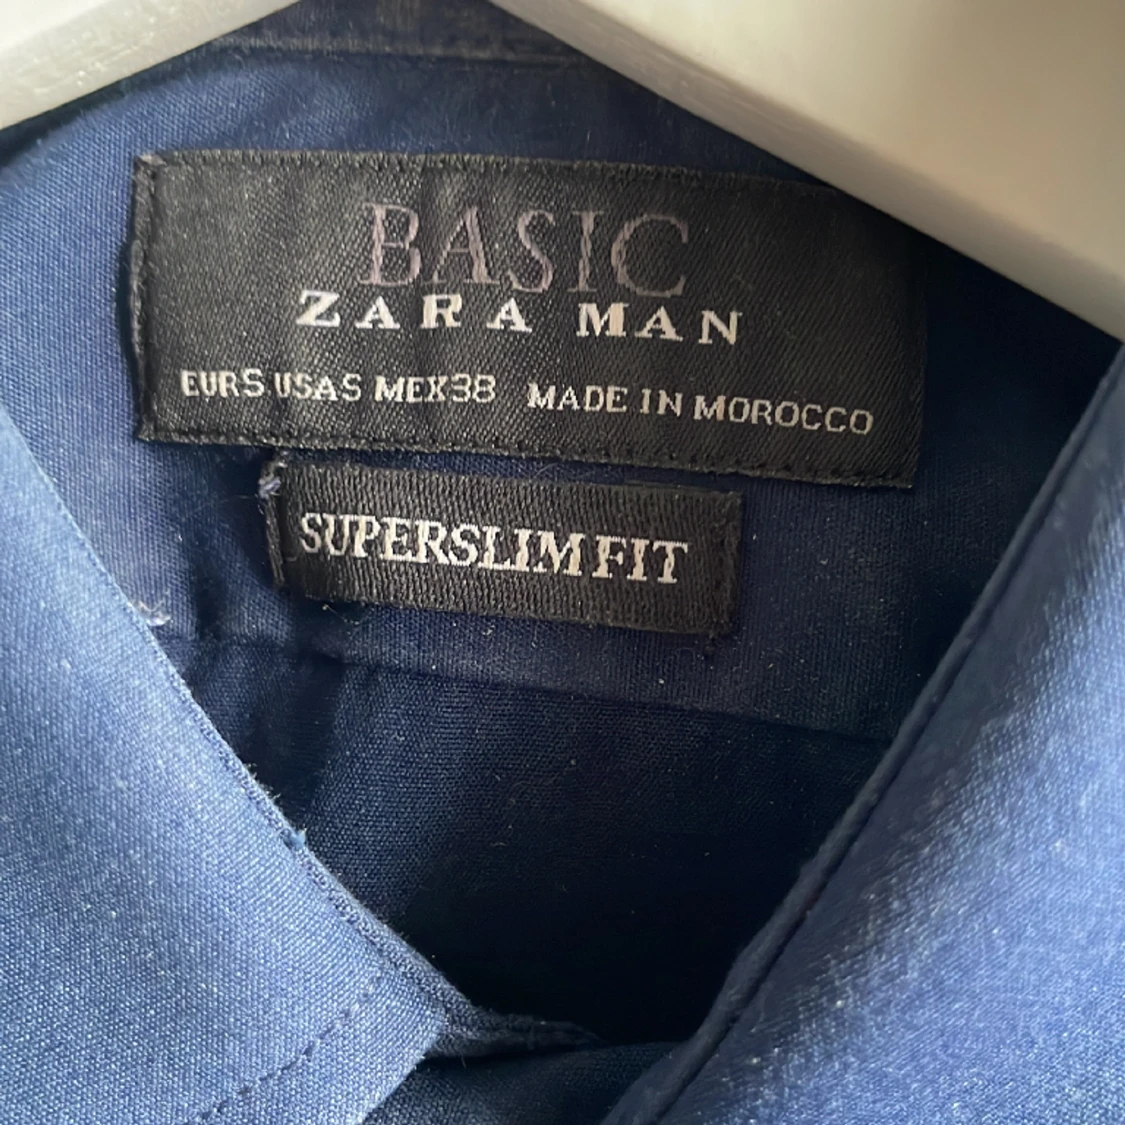 BASIC
ZARA MAN
EUR S USA S MEX 38 MADE IN MOROCCO
SUPERSLIM FIT